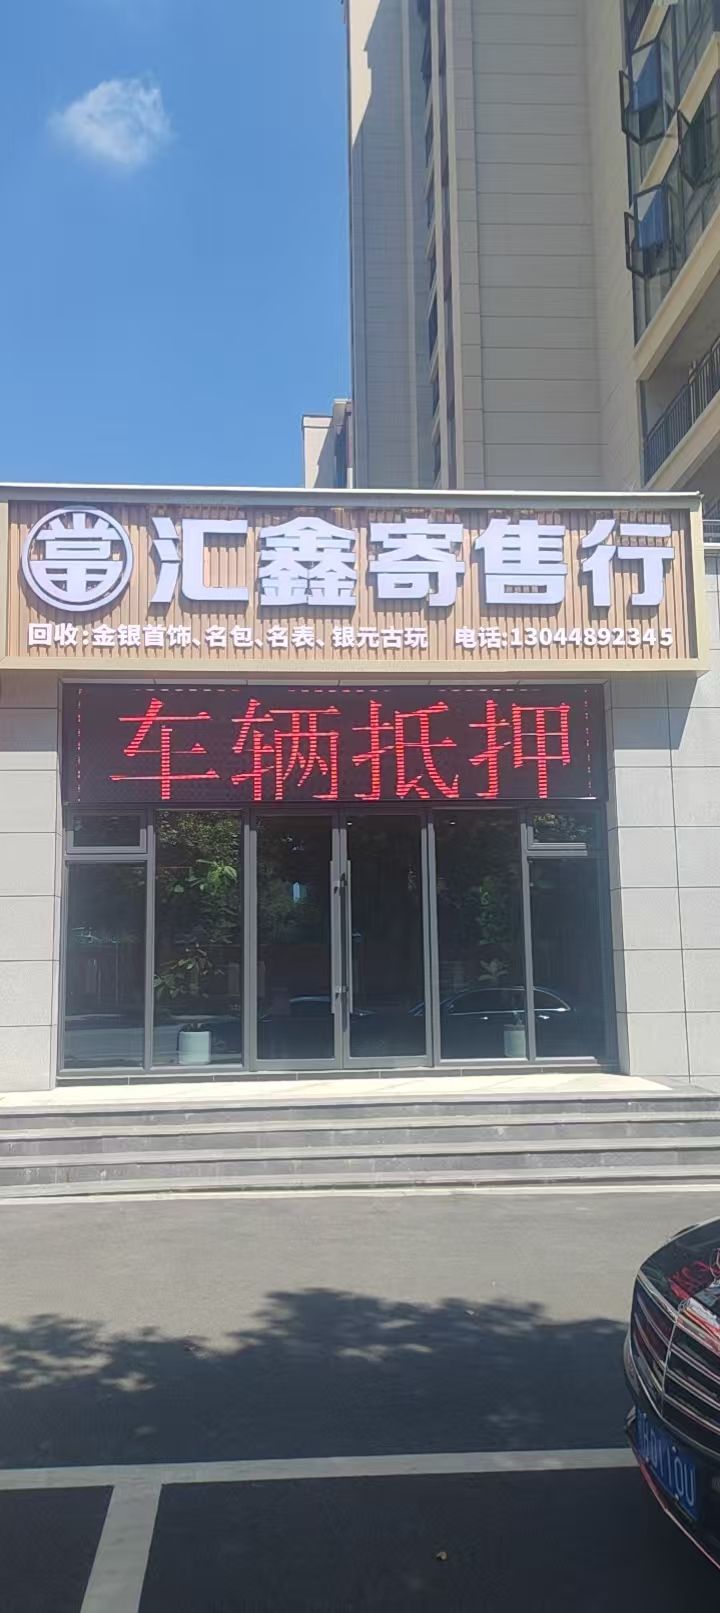 當 汇鑫寄售行
回收:金银首饰、名包、名表、银元古玩 电话:13044892345
车辆抵押